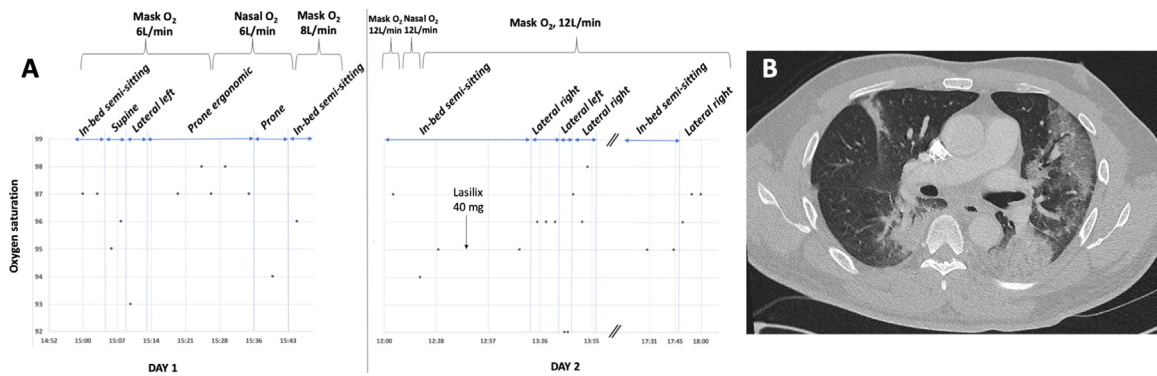 A
Mask O₂
6L/min
Nasal O₂
6L/min
Mask O₂
8L/min
Mask O₂
12L/min
Nasal O₂
12L/min
Mask O₂, 12L/min
In-bed semi-sitting
Supine
Lateral left
Prone ergonomic
Prone
In-bed semi-sitting
In-bed semi-sitting
Lateral right
Lateral left
Lateral right
In-bed semi-sitting
Lateral right
Oxygen saturation
99
98
97
96
95
94
93
92
Lasilix
40 mg
//
//
14:52
15:00
15:07
15:14
15:21
15:28
15:36
15:43
12:00
12:28
12:57
13:26
13:55
17:31
17:45
18:00
DAY 1
DAY 2
B